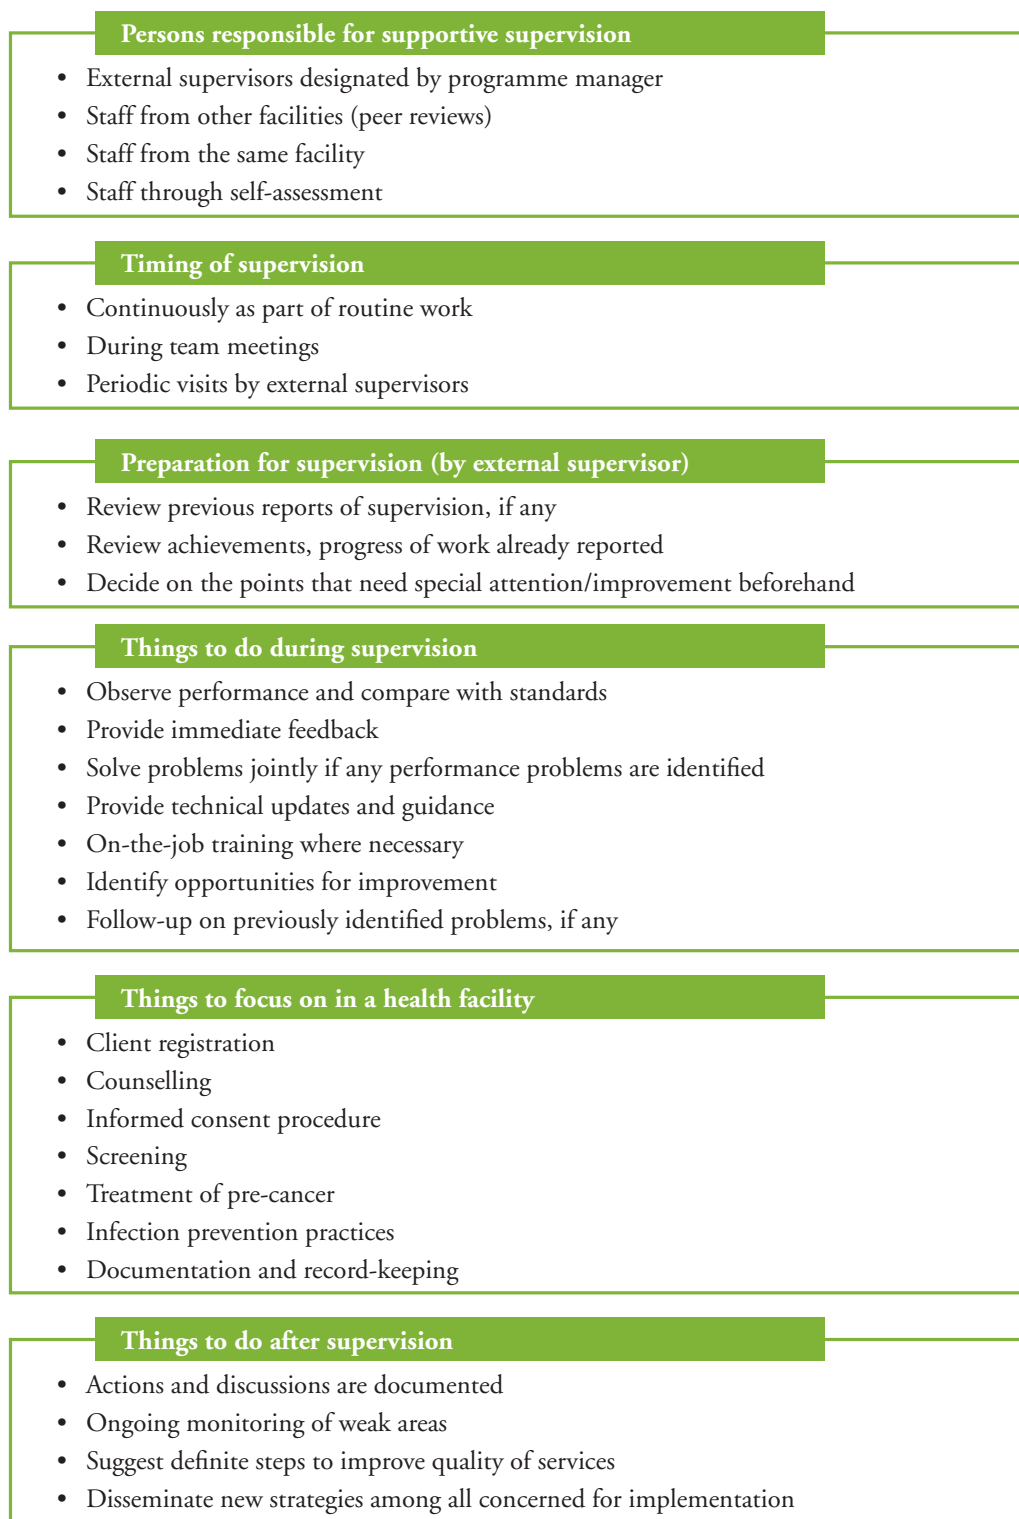 Persons responsible for supportive supervision
• External supervisors designated by programme manager
• Staff from other facilities (peer reviews)
• Staff from the same facility
• Staff through self-assessment
Timing of supervision
• Continuously as part of routine work
• During team meetings
• Periodic visits by external supervisors
Preparation for supervision (by external supervisor)
• Review previous reports of supervision, if any
• Review achievements, progress of work already reported
• Decide on the points that need special attention/improvement beforehand
Things to do during supervision
• Observe performance and compare with standards
• Provide immediate feedback
• Solve problems jointly if any performance problems are identified
• Provide technical updates and guidance
• On-the-job training where necessary
• Identify opportunities for improvement
• Follow-up on previously identified problems, if any
Things to focus on in a health facility
• Client registration
• Counselling
• Informed consent procedure
• Screening
• Treatment of pre-cancer
• Infection prevention practices
• Documentation and record-keeping
Things to do after supervision
• Actions and discussions are documented
• Ongoing monitoring of weak areas
• Suggest definite steps to improve quality of services
• Disseminate new strategies among all concerned for implementation